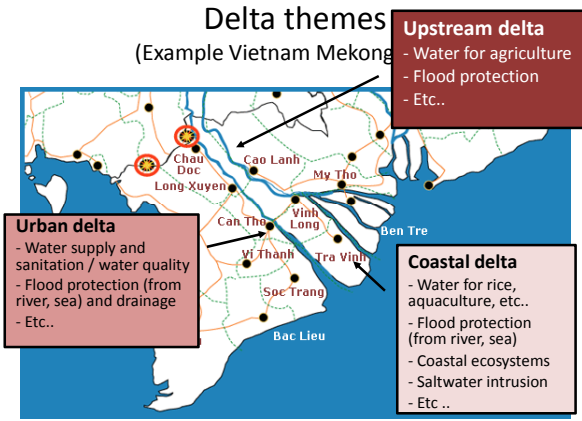 Delta themes
(Example Vietnam Mekong
Upstream delta
- Water for agriculture
- Flood protection
- Etc..
Chau
Doc
Cao Lanh
Long Xuyen
My Tho
Can Tho
Vinh
Long
Ben Tre
Vi Thanh
Tra Vinh
Soc Trang
Bac Lieu
Urban delta
- Water supply and
sanitation / water quality
- Flood protection (from
river, sea) and drainage
- Etc..
Coastal delta
- Water for rice,
aquaculture, etc..
- Flood protection
(from river, sea)
- Coastal ecosystems
- Saltwater intrusion
- Etc ..